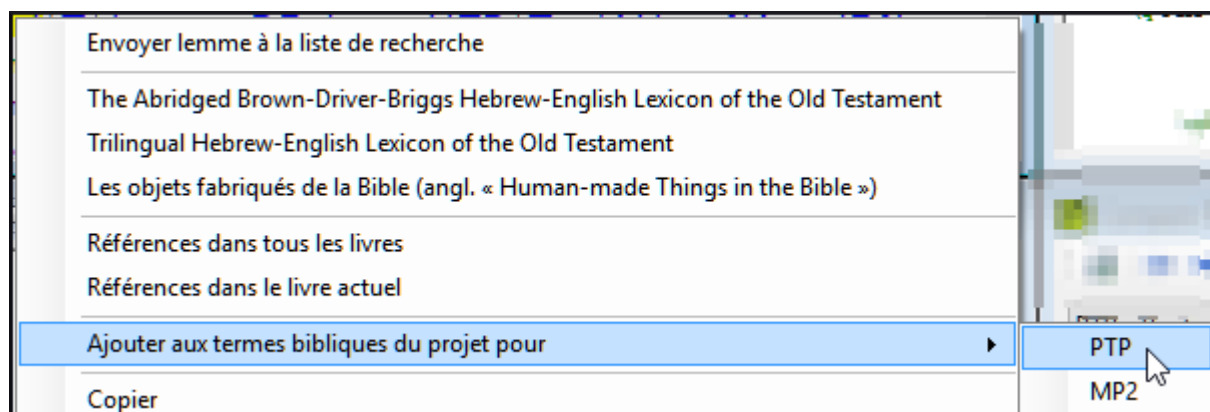 Envoyer lemme à la liste de recherche
The Abridged Brown-Driver-Briggs Hebrew-English Lexicon of the Old Testament
Trilingual Hebrew-English Lexicon of the Old Testament
Les objets fabriqués de la Bible (angl. « Human-made Things in the Bible »)
Références dans tous les livres
Références dans le livre actuel
Ajouter aux termes bibliques du projet pour
PTP
MP2
Copier